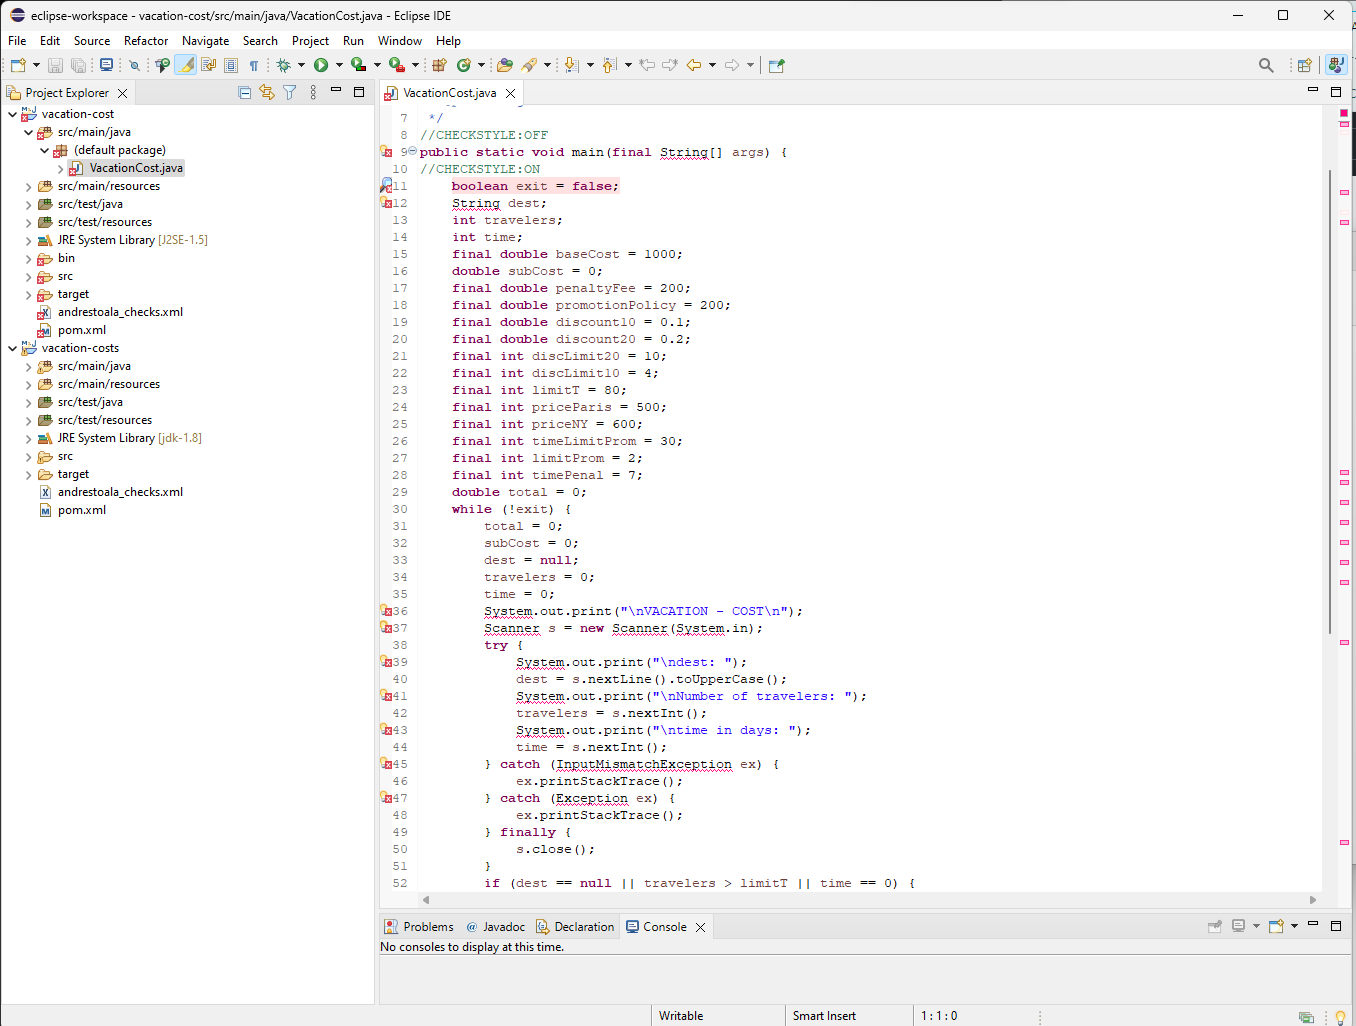 eclipse-workspace - vacation-cost/src/main/java/VacationCost.java - Eclipse IDE
File Edit Source Refactor Navigate Search Project Run Window Help
Project Explorer
vacation-cost
src/main/java
(default package)
VacationCost.java
src/main/resources
src/test/java
src/test/resources
JRE System Library [J2SE-1.5]
bin
src
target
andrestoala_checks.xml
pom.xml
vacation-costs
src/main/java
src/main/resources
src/test/java
src/test/resources
JRE System Library [jdk-1.8]
src
target
andrestoala_checks.xml
pom.xml
VacationCost.java
7 */
8 //CHECKSTYLE:OFF
9 public static void main(final String[] args) {
10 //CHECKSTYLE:ON
11 boolean exit = false;
12 String dest;
13 int travelers;
14 int time;
15 final double baseCost = 1000;
16 double subCost = 0;
17 final double penaltyFee = 200;
18 final double promotionPolicy = 200;
19 final double discount10 = 0.1;
20 final double discount20 = 0.2;
21 final int discLimit20 = 10;
22 final int discLimit10 = 4;
23 final int limitT = 80;
24 final int priceParis = 500;
25 final int priceNY = 600;
26 final int timeLimitProm = 30;
27 final int limitProm = 2;
28 final int timePenal = 7;
29 double total = 0;
30 while (!exit) {
31 total = 0;
32 subCost = 0;
33 dest = null;
34 travelers = 0;
35 time = 0;
36 System.out.print("\nVACATION - COST\n");
37 Scanner s = new Scanner(System.in);
38 try {
39 System.out.print("\ndest: ");
40 dest = s.nextLine().toUpperCase();
41 System.out.print("\nNumber of travelers: ");
42 travelers = s.nextInt();
43 System.out.print("\ntime in days: ");
44 time = s.nextInt();
45 } catch (InputMismatchException ex) {
46 ex.printStackTrace();
47 } catch (Exception ex) {
48 ex.printStackTrace();
49 } finally {
50 s.close();
51 }
52 if (dest == null || travelers > limitT || time == 0) {
Problems Javadoc Declaration Console
No consoles to display at this time.
Writable Smart Insert 1 : 1 : 0